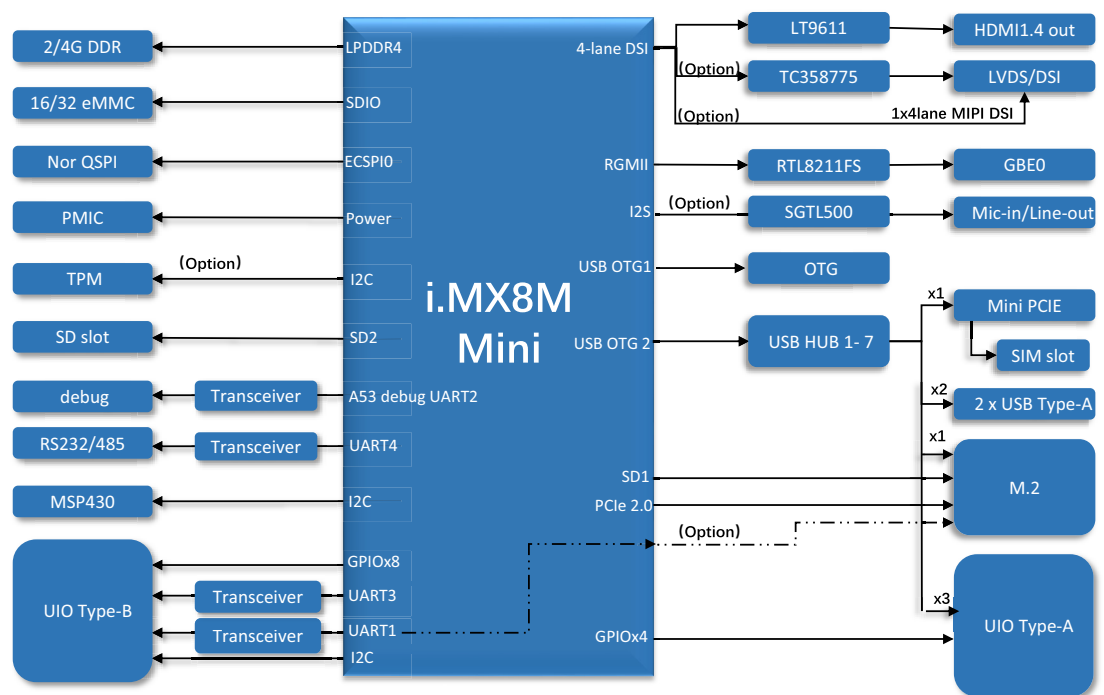 2/4G DDR
LPDDR4
16/32 eMMC
SDIO
Nor QSPI
ECSPI0
PMIC
Power
TPM
(Option)
I2C
SD slot
SD2
debug
Transceiver
A53 debug UART2
RS232/485
Transceiver
UART4
MSP430
I2C
UIO Type-B
GPIOx8
Transceiver
UART3
Transceiver
UART1
I2C
i.MX8M
Mini
4-lane DSI
LT9611
HDMI1.4 out
(Option)
TC358775
LVDS/DSI
(Option)
1x4lane MIPI DSI
RGMII
RTL8211FS
GBE0
I2S
(Option)
SGTL500
Mic-in/Line-out
USB OTG1
OTG
USB OTG 2
USB HUB 1- 7
x1
Mini PCIE
SIM slot
x2
2 x USB Type-A
x1
M.2
SD1
PCIe 2.0
(Option)
x3
UIO Type-A
GPIOx4